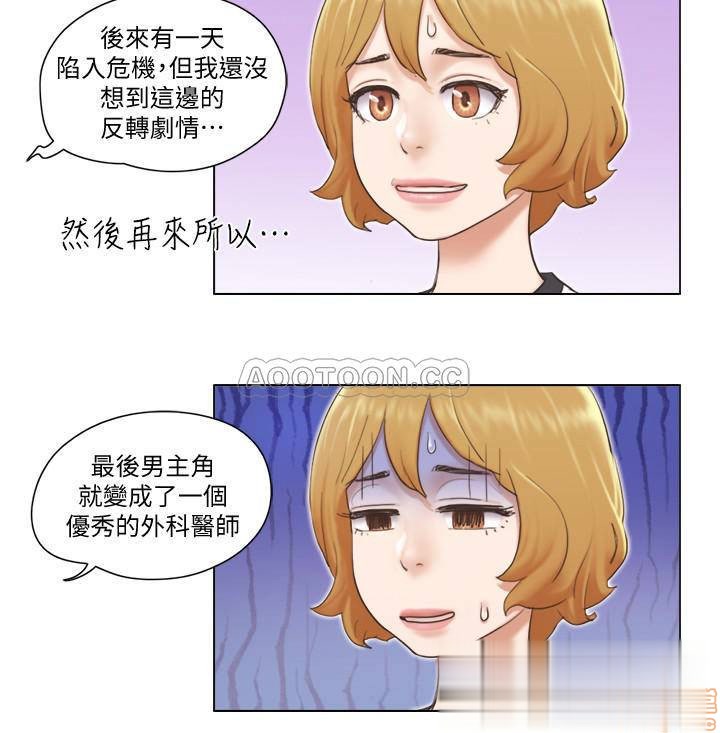 後來有一天
陷入危機，但我還沒
想到這邊的
反轉劇情…
然後再來所以…
AOOTOON.CC
最後男主角
就變成了一個
優秀的外科醫師